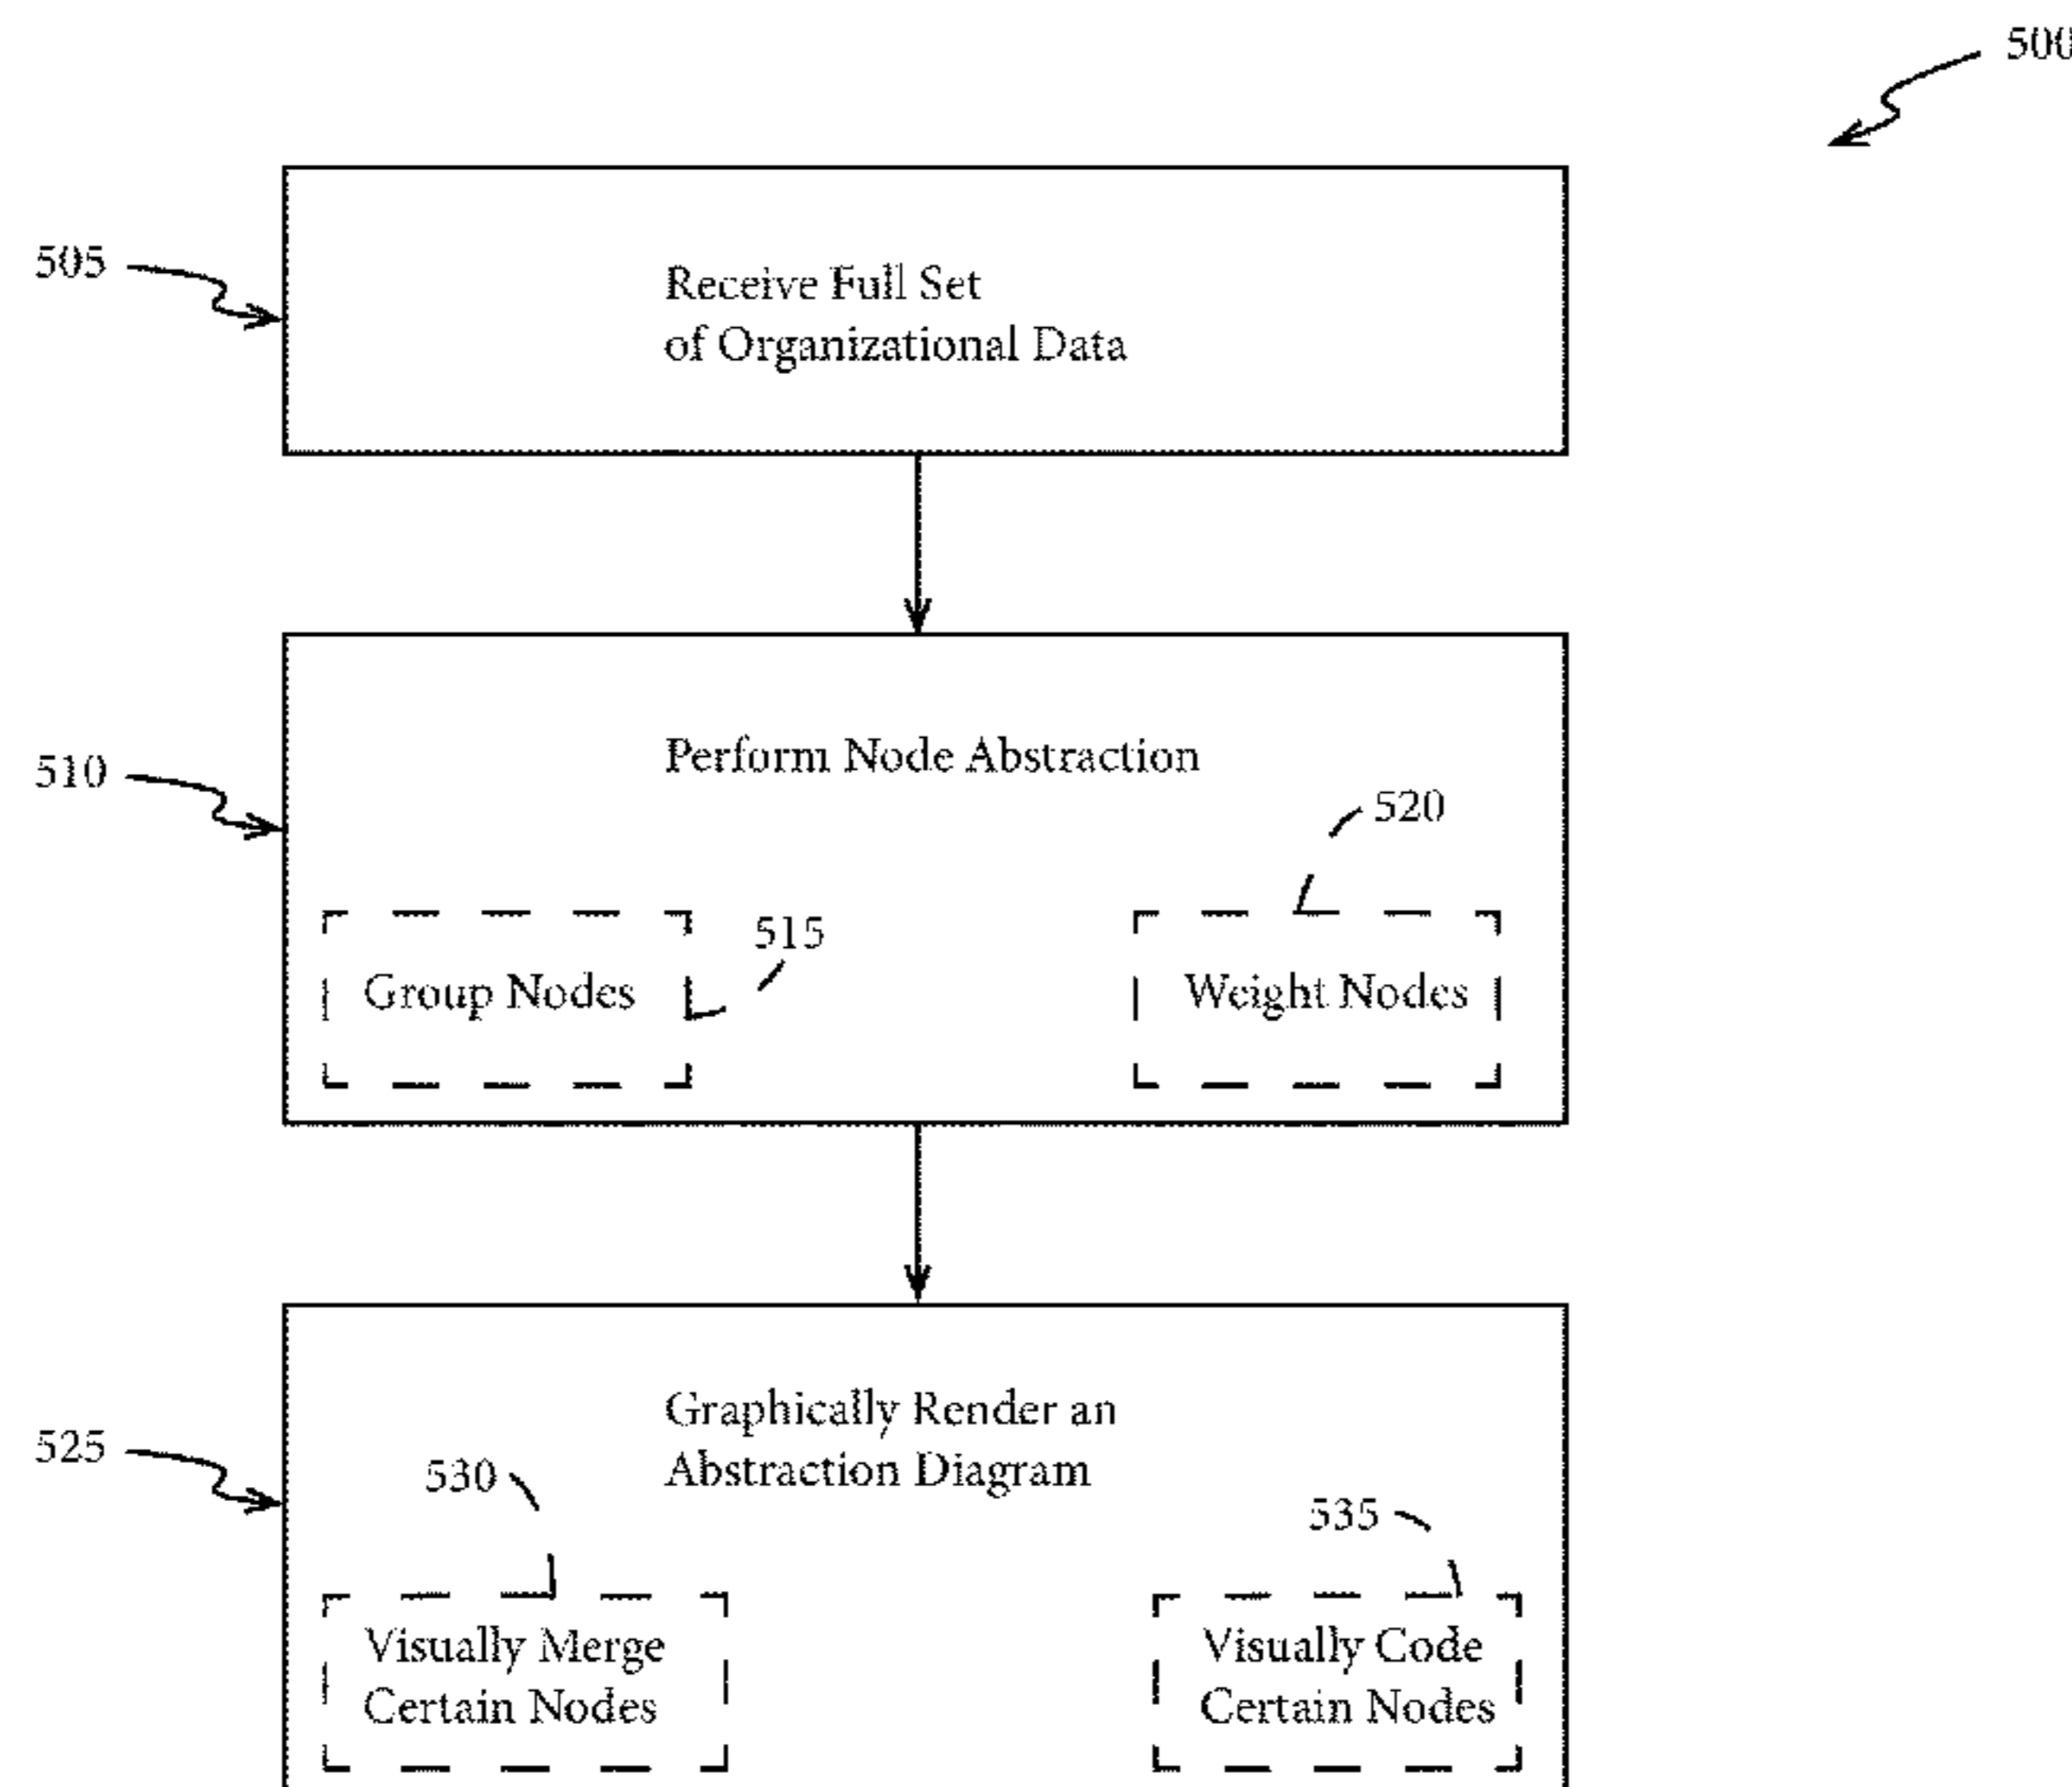 500
505
Receive Full Set
of Organizational Data
510
Perform Node Abstraction
520
515
Group Nodes
Weight Nodes
525
Graphically Render an
Abstraction Diagram
530
535
Visually Merge
Certain Nodes
Visually Code
Certain Nodes